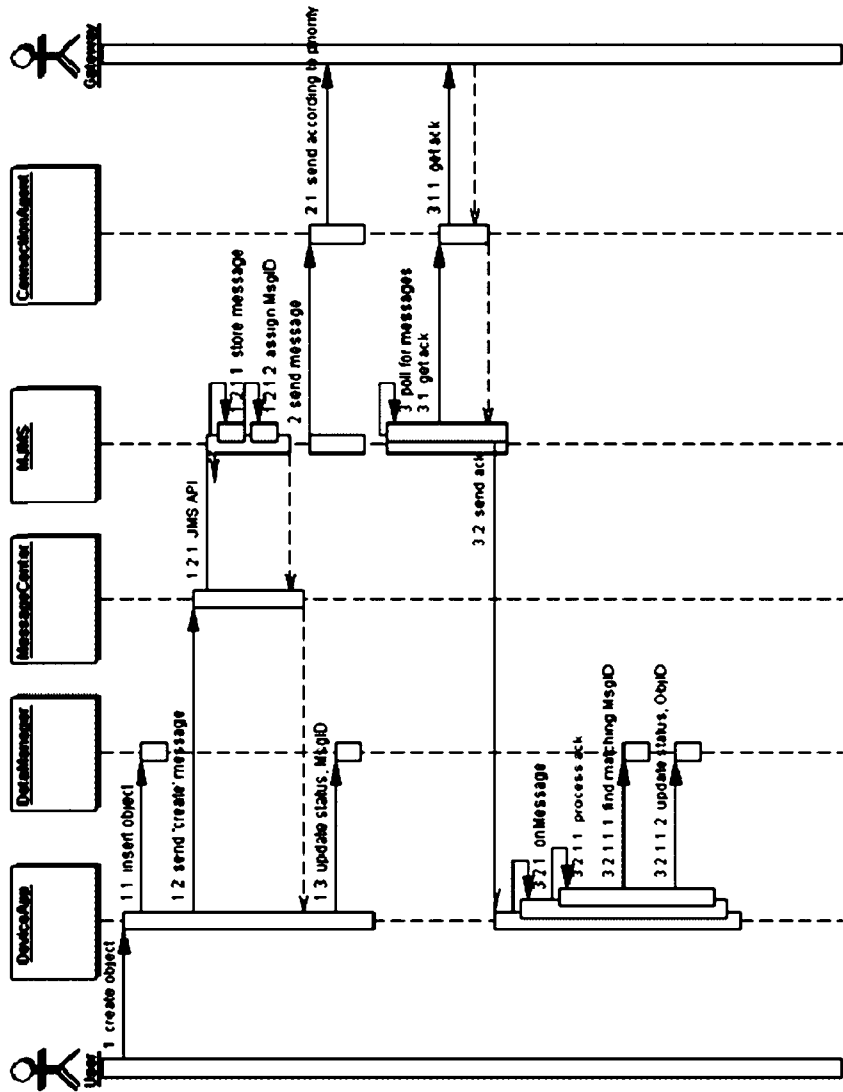 User
DeviceApp
DataManager
MessageCenter
MJMS
ConnectionAgent
Gateway
1 create object
1.1 insert object
1.2 send 'create' message
1.2.1 JMS API
1.2.1.1 store message
1.2.1.2 assign MsgID
2 send message
2.1 send according to priority
1.3 update status, MsgID
3 poll for messages
3.1 get ack
3.1.1 get ack
3.2 send ack
3.2.1 onMessage
3.2.1.1 process ack
3.2.1.1.1 find matching MsgID
3.2.1.1.2 update status, ObjID